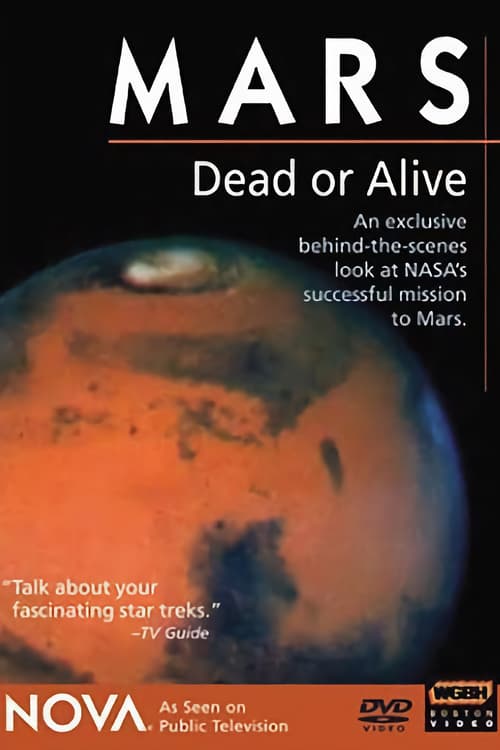 MARS
Dead or Alive
An exclusive
behind-the-scenes
look at NASA's
successful mission
to Mars.
"Talk about your
fascinating star treks."
–TV Guide
NOVA®
As Seen on
Public Television
DVD
VIDEO
WGBH
BOSTON
VIDEO